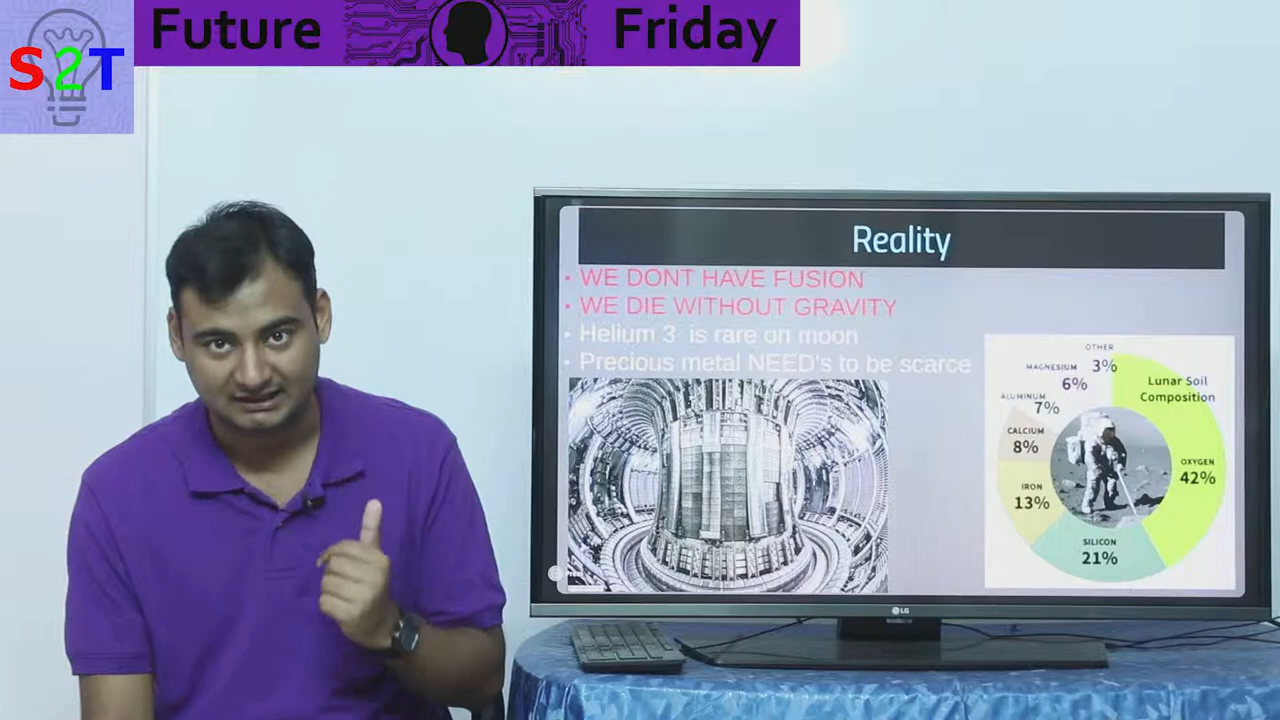 Future Friday
S2T
Reality
• WE DONT HAVE FUSION
• WE DIE WITHOUT GRAVITY
• Helium 3 is rare on moon
• Precious metal NEED's to be scarce
OTHER
3%
MAGNESIUM
6%
ALUMINUM
7%
CALCIUM
8%
IRON
13%
SILICON
21%
OXYGEN
42%
Lunar Soil
Composition
LG